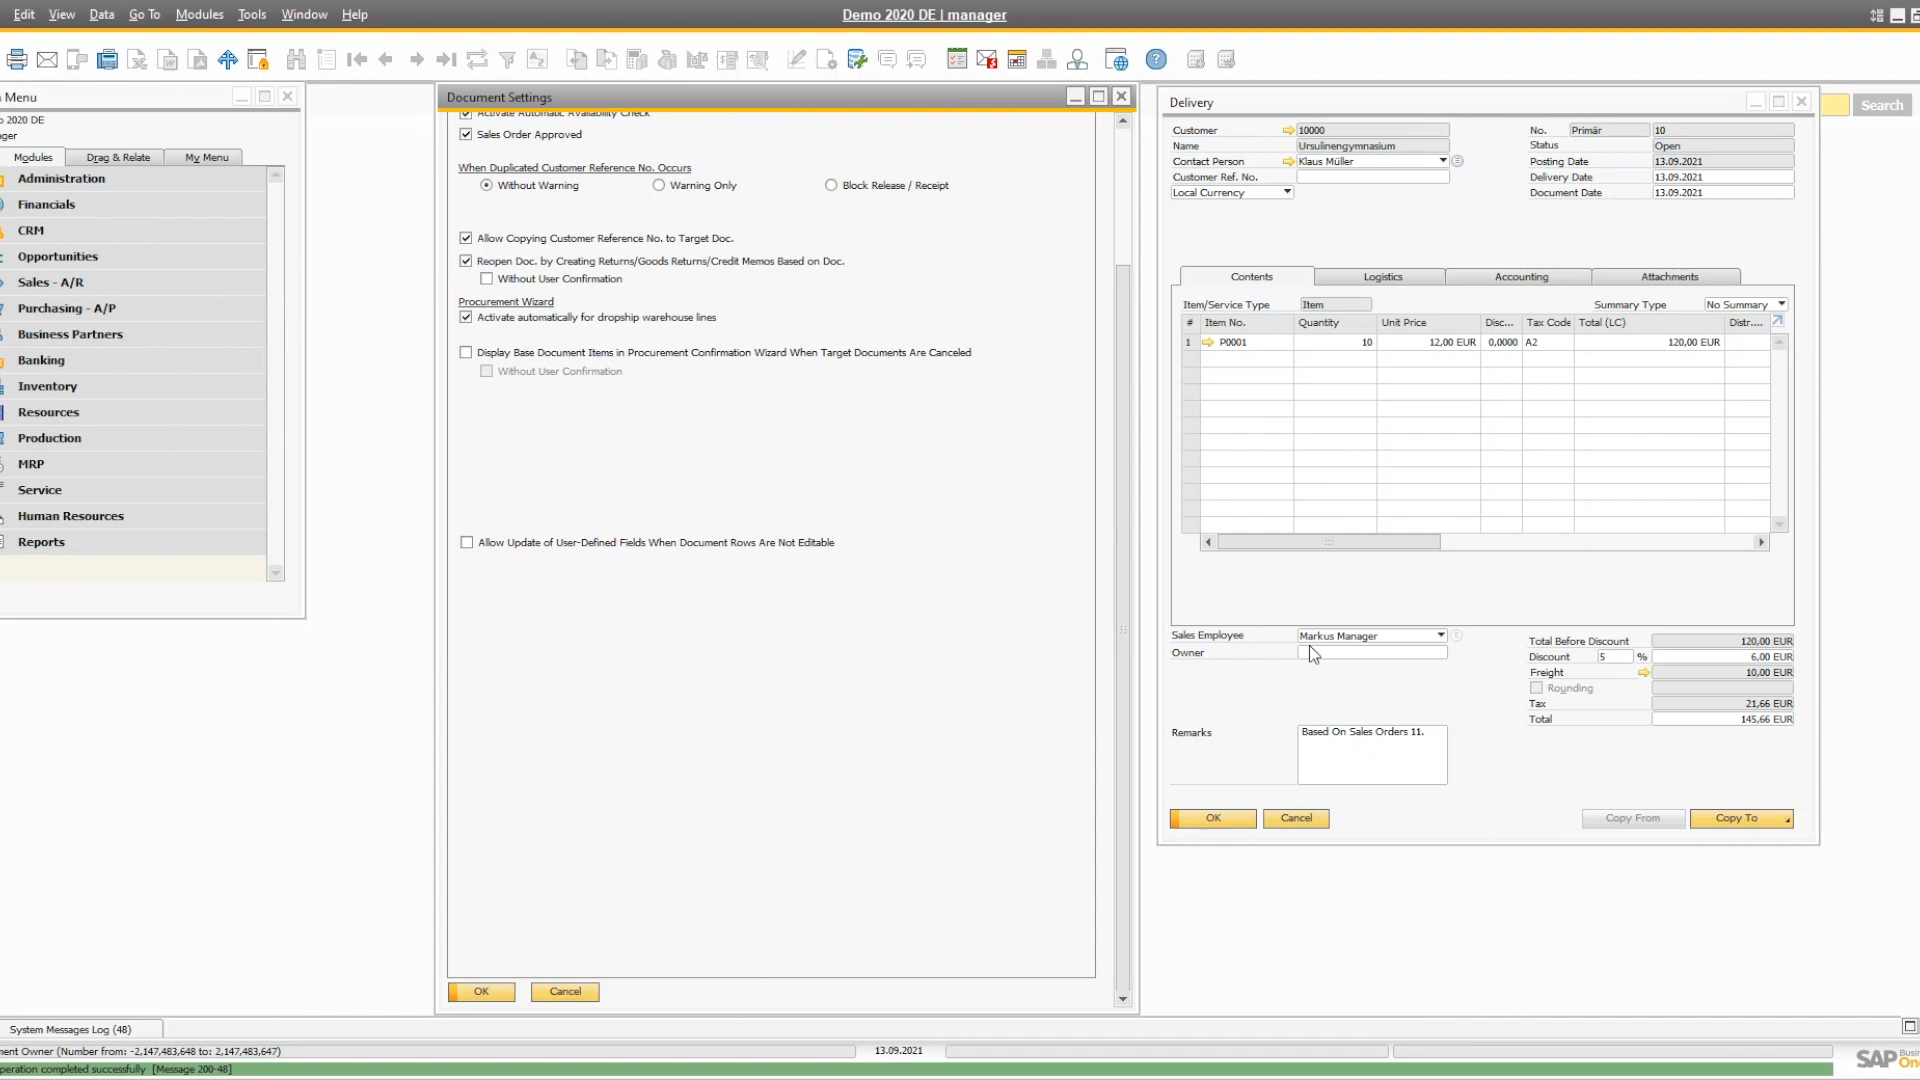 Edit View Data Go To Modules Tools Window Help
Demo 2020 DE | manager
Menu
2020 DE
Modules Drag & Relate My Menu
Administration
Financials
CRM
Opportunities
Sales - A/R
Purchasing - A/P
Business Partners
Banking
Inventory
Resources
Production
MRP
Service
Human Resources
Reports
Document Settings
Activate Automatic Availability Check
Sales Order Approved
When Duplicated Customer Reference No. Occurs
Without Warning Warning Only Block Release / Receipt
Allow Copying Customer Reference No. to Target Doc.
Reopen Doc. by Creating Returns/Goods Returns/Credit Memos Based on Doc.
Without User Confirmation
Procurement Wizard
Activate automatically for dropship warehouse lines
Display Base Document Items in Procurement Confirmation Wizard When Target Documents Are Canceled
Without User Confirmation
Allow Update of User-Defined Fields When Document Rows Are Not Editable
OK Cancel
Search
Delivery
Customer 10000 No. Primär 10
Name Ursulinengymnasium Status Open
Contact Person Klaus Müller Posting Date 13.09.2021
Customer Ref. No. Delivery Date 13.09.2021
Local Currency Document Date 13.09.2021
Contents Logistics Accounting Attachments
Item/Service Type Item Summary Type No Summary
# Item No. Quantity Unit Price Disc... Tax Code Total (LC) Distr....
1 P0001 10 12,00 EUR 0,0000 A2 120,00 EUR
Sales Employee Markus Manager Total Before Discount 120,00 EUR
Owner Discount 5 % 6,00 EUR
Freight 10,00 EUR
Rounding
Tax 21,66 EUR
Total 145,66 EUR
Remarks Based On Sales Orders 11.
OK Cancel Copy From Copy To
System Messages Log (48)
ment Owner (Number from: -2,147,483,648 to: 2,147,483,647) 13.09.2021
peration completed successfully [Message 200-48]
SAP